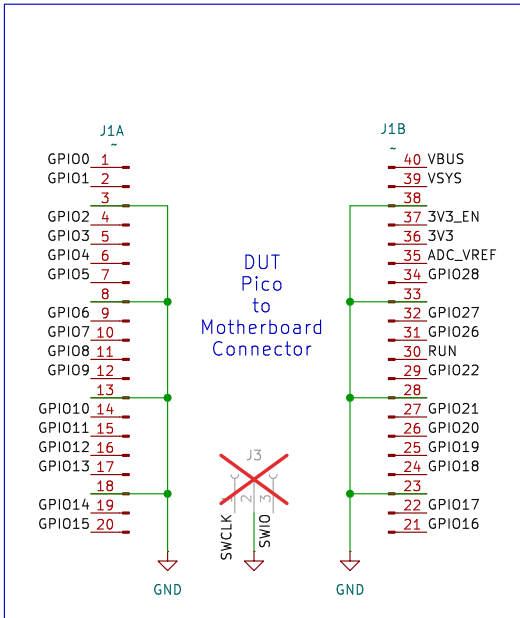 J1A
~
GPIO0 1
GPIO1 2
3
GPIO2 4
GPIO3 5
GPIO4 6
GPIO5 7
8
GPIO6 9
GPIO7 10
GPIO8 11
GPIO9 12
13
GPIO10 14
GPIO11 15
GPIO12 16
GPIO13 17
18
GPIO14 19
GPIO15 20
GND
DUT
Pico
to
Motherboard
Connector
J3
1 2 3
SWCLK
SWIO
J1B
~
40 VBUS
39 VSYS
38
37 3V3_EN
36 3V3
35 ADC_VREF
34 GPIO28
33
32 GPIO27
31 GPIO26
30 RUN
29 GPIO22
28
27 GPIO21
26 GPIO20
25 GPIO19
24 GPIO18
23
22 GPIO17
21 GPIO16
GND